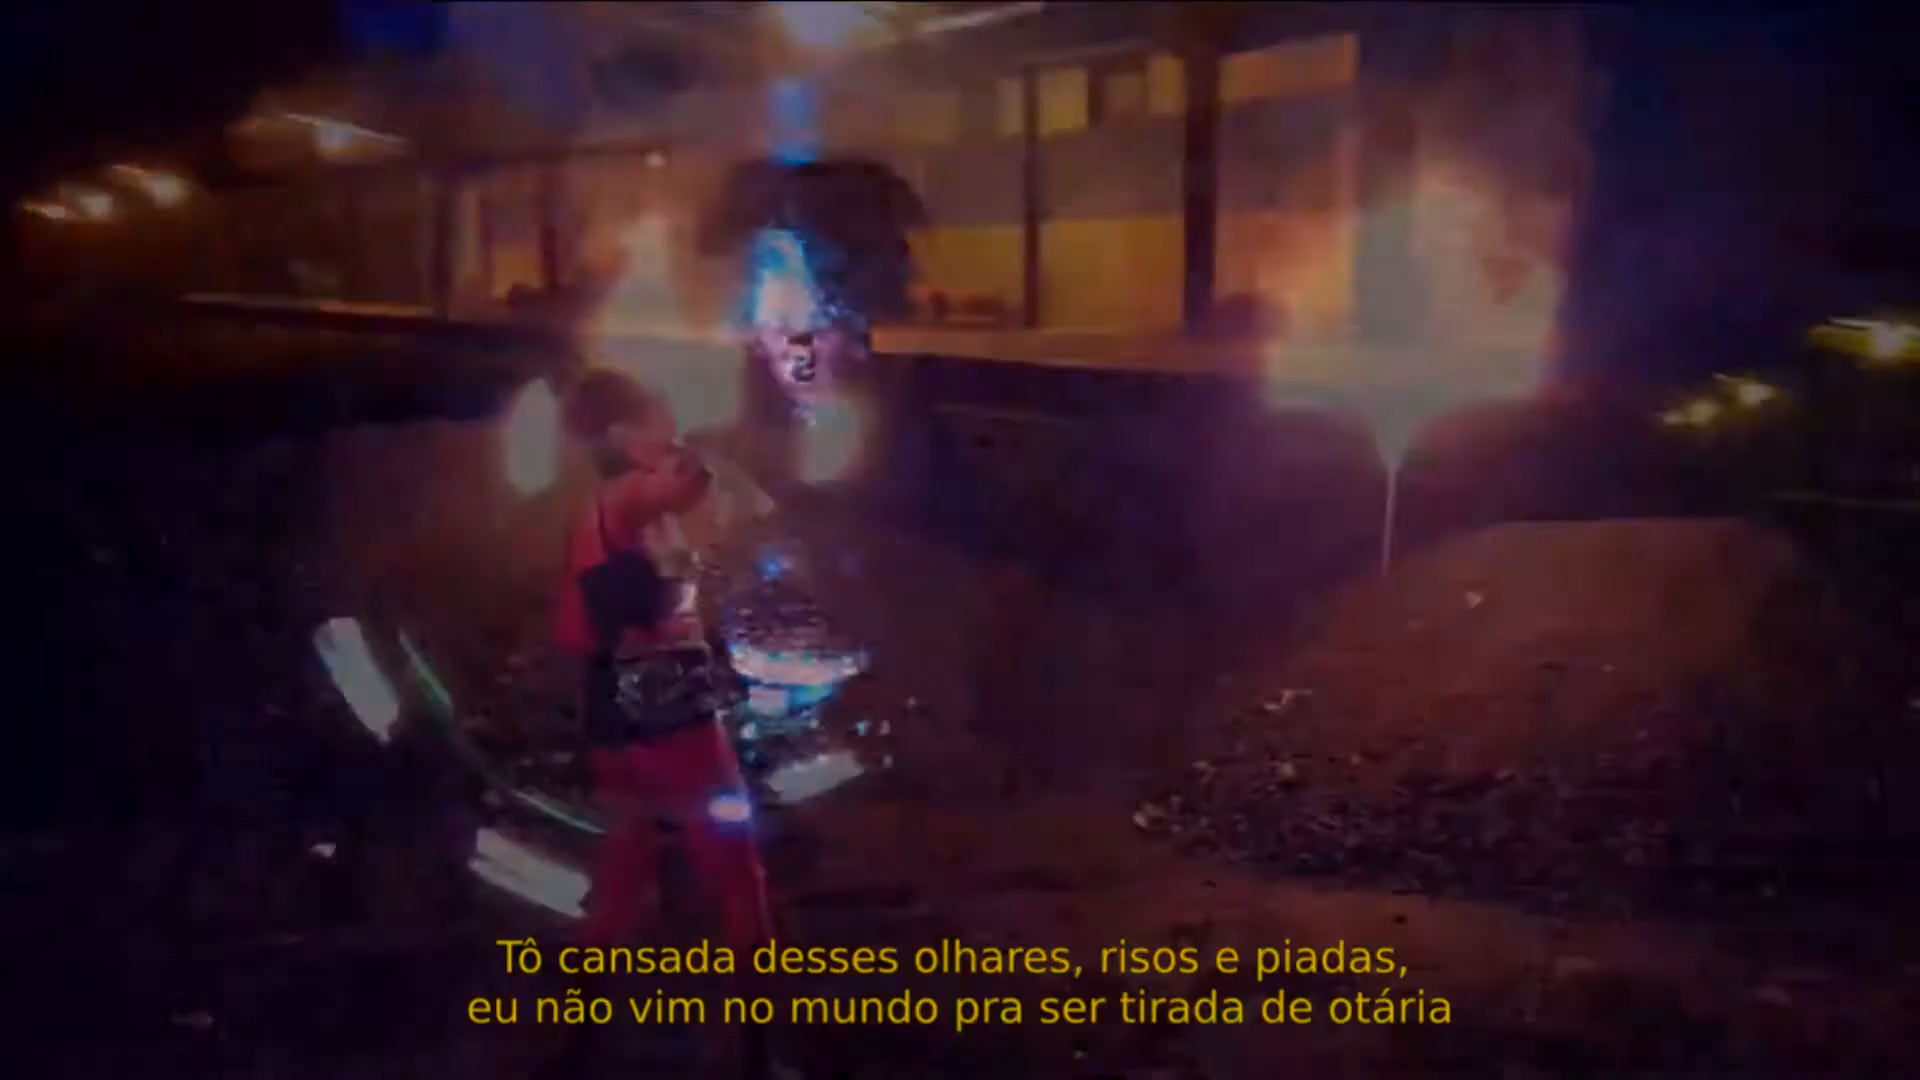 Tô cansada desses olhares, risos e piadas,
eu não vim no mundo pra ser tirada de otária